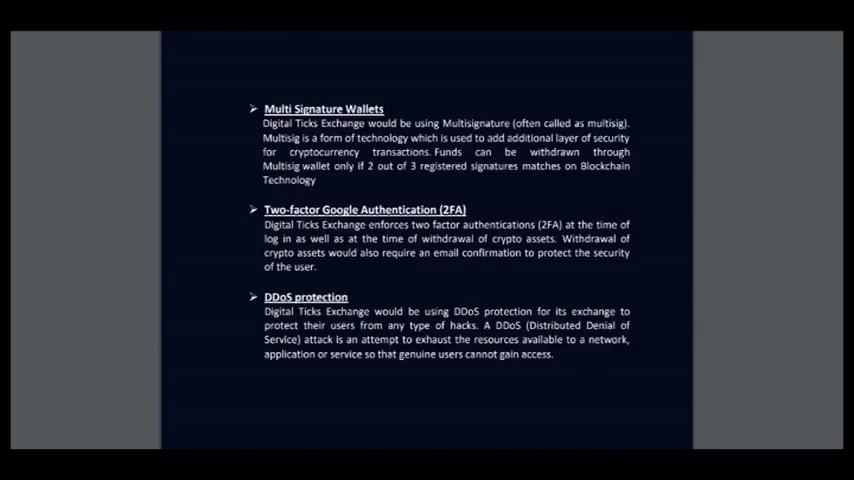 ➢ Multi Signature Wallets
Digital Ticks Exchange would be using Multisignature (often called as multisig).
Multisig is a form of technology which is used to add additional layer of security
for cryptocurrency transactions. Funds can be withdrawn through
Multisig wallet only if 2 out of 3 registered signatures matches on Blockchain
Technology
➢ Two-factor Google Authentication (2FA)
Digital Ticks Exchange enforces two factor authentications (2FA) at the time of
log in as well as at the time of withdrawal of crypto assets. Withdrawal of
crypto assets would also require an email confirmation to protect the security
of the user.
➢ DDoS protection
Digital Ticks Exchange would be using DDoS protection for its exchange to
protect their users from any type of hacks. A DDoS (Distributed Denial of
Service) attack is an attempt to exhaust the resources available to a network,
application or service so that genuine users cannot gain access.